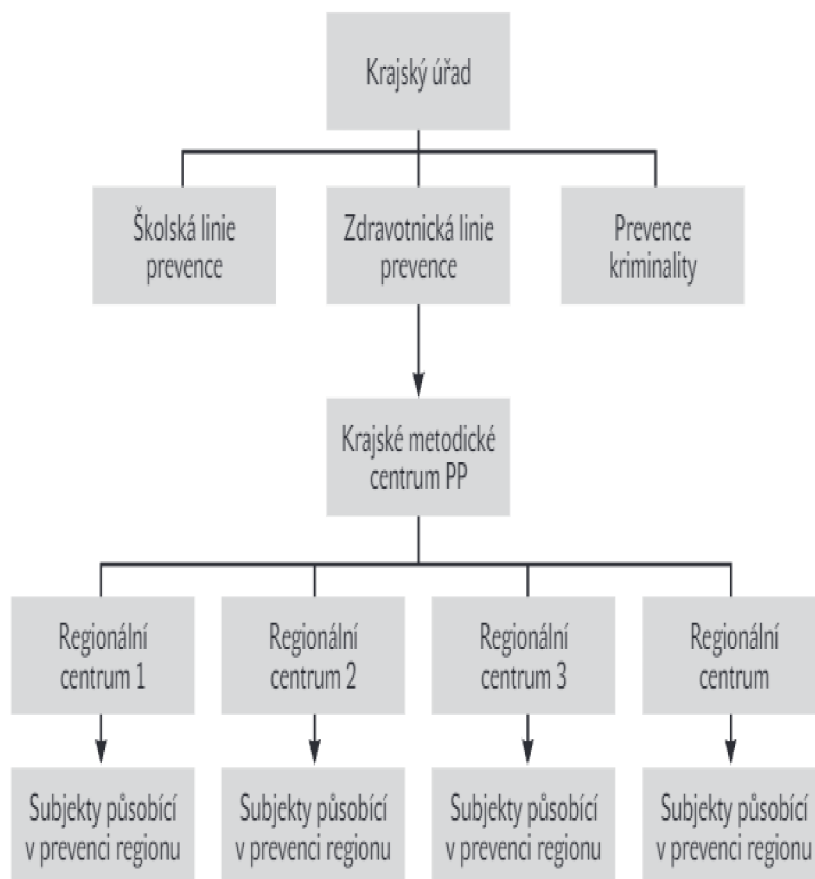 Krajský úřad
Školská linie
prevence
Zdravotnická linie
prevence
Prevence
kriminality
Krajské metodické
centrum PP
Regionální
centrum 1
Regionální
centrum 2
Regionální
centrum 3
Regionální
centrum
Subjekty působící
v prevenci regionu
Subjekty působící
v prevenci regionu
Subjekty působící
v prevenci regionu
Subjekty působící
v prevenci regionu